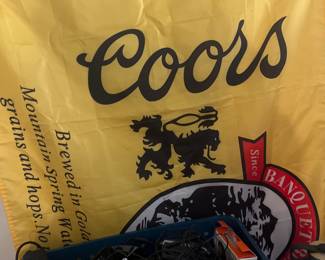 Coors
Brewed in Gold
Mountain Spring Wat
grains and hops. No
Since
BANQUET